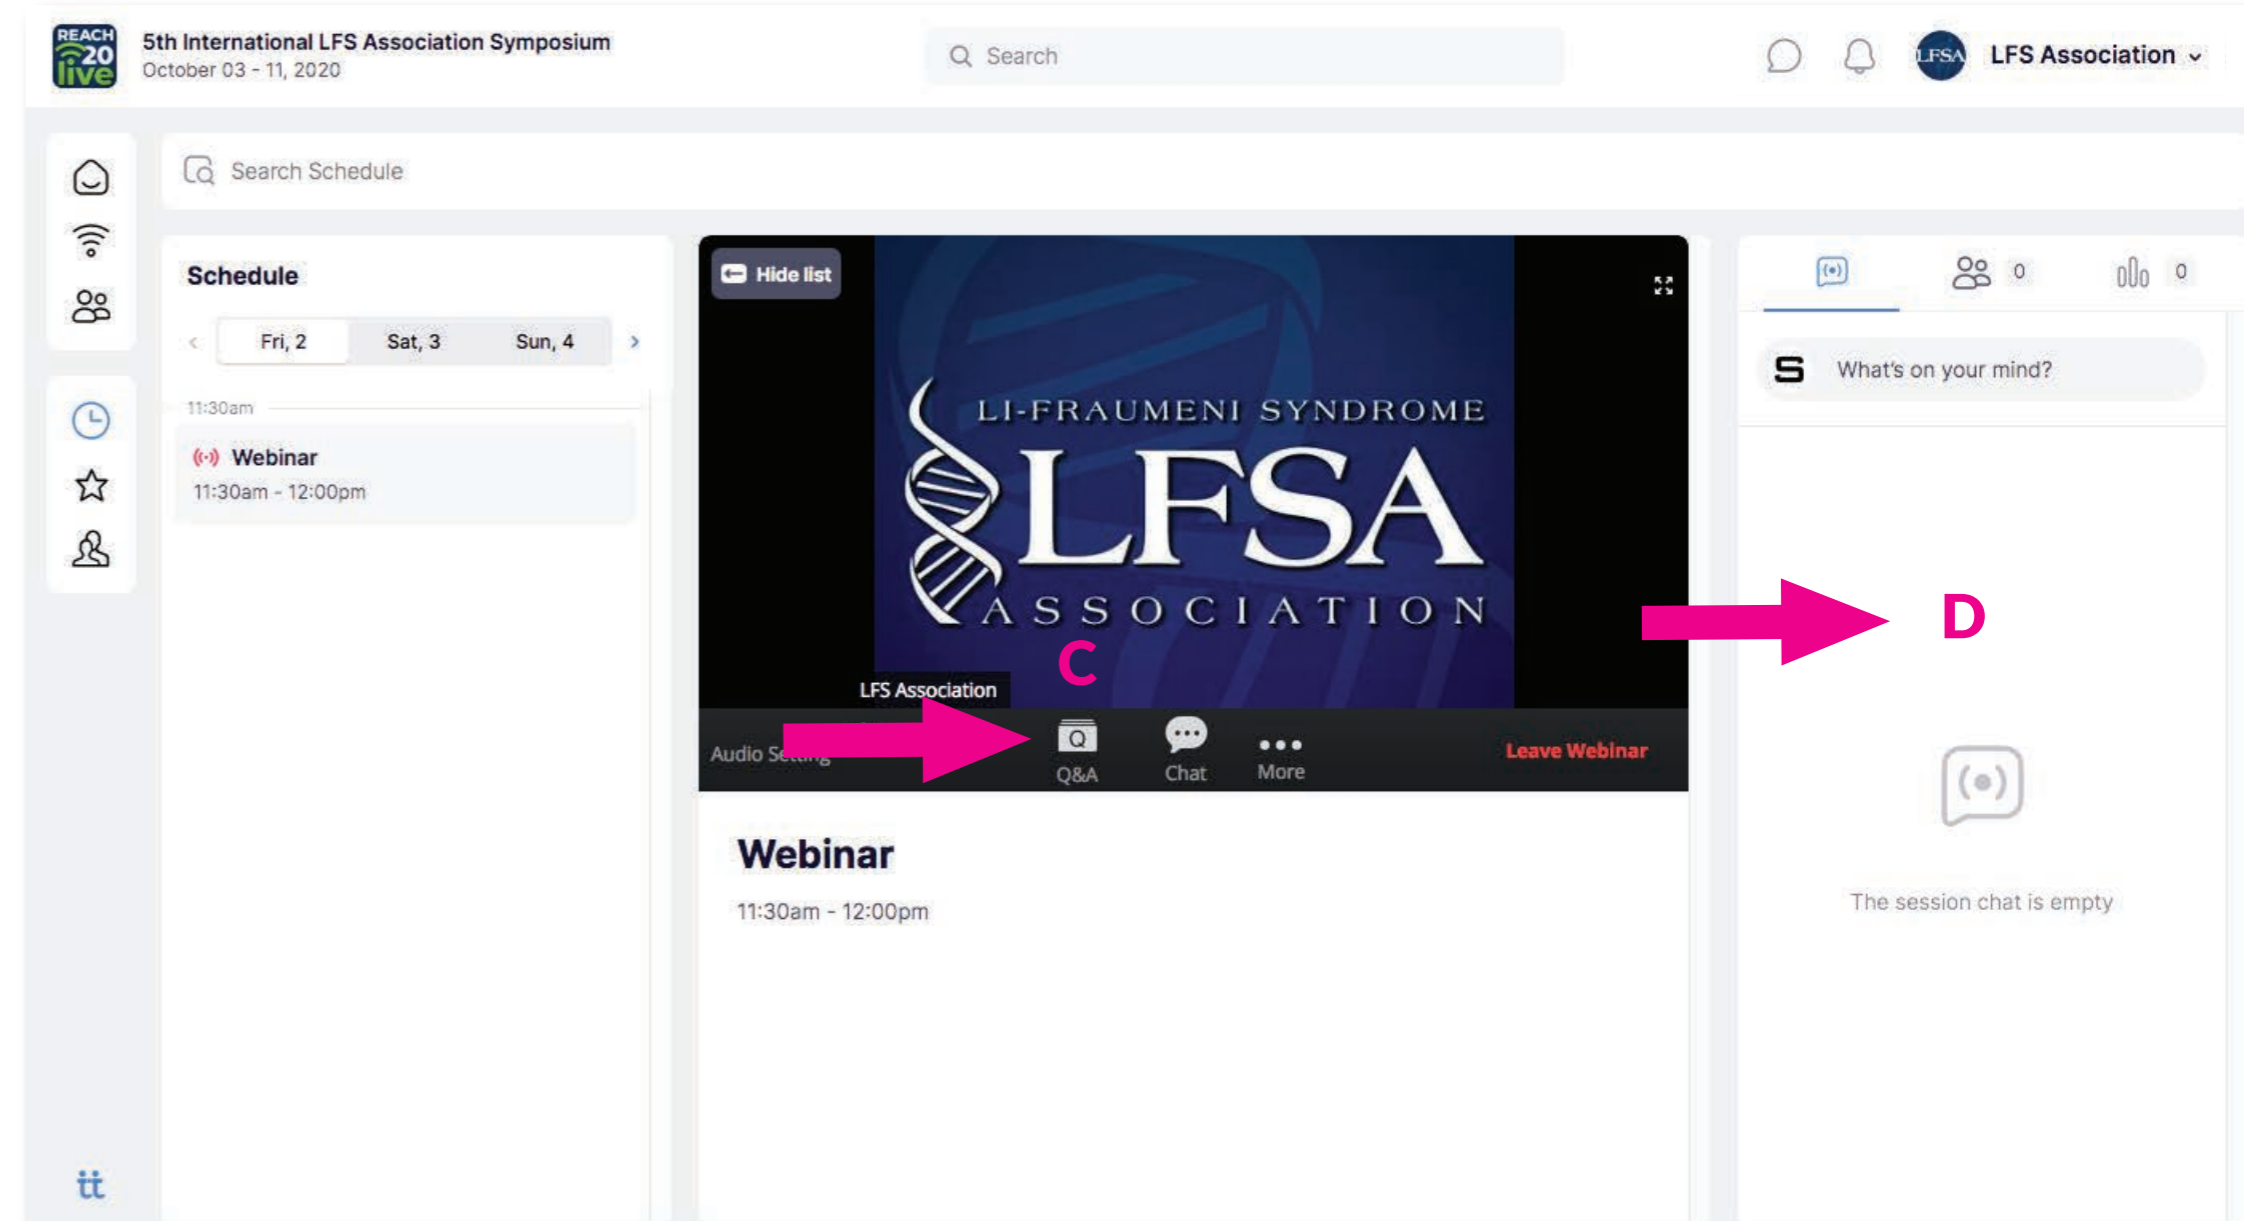 REACH
20
live
5th International LFS Association Symposium
October 03 - 11, 2020
Search
LFSA
LFS Association
Search Schedule
Schedule
Fri, 2
Sat, 3
Sun, 4
11:30am
Webinar
11:30am - 12:00pm
Hide list
LI-FRAUMENI SYNDROME
LFSA
ASSOCIATION
C
LFS Association
Audio Setting
Q
Q&A
Chat
More
Leave Webinar
Webinar
11:30am - 12:00pm
0
0
S
What's on your mind?
D
The session chat is empty
tt